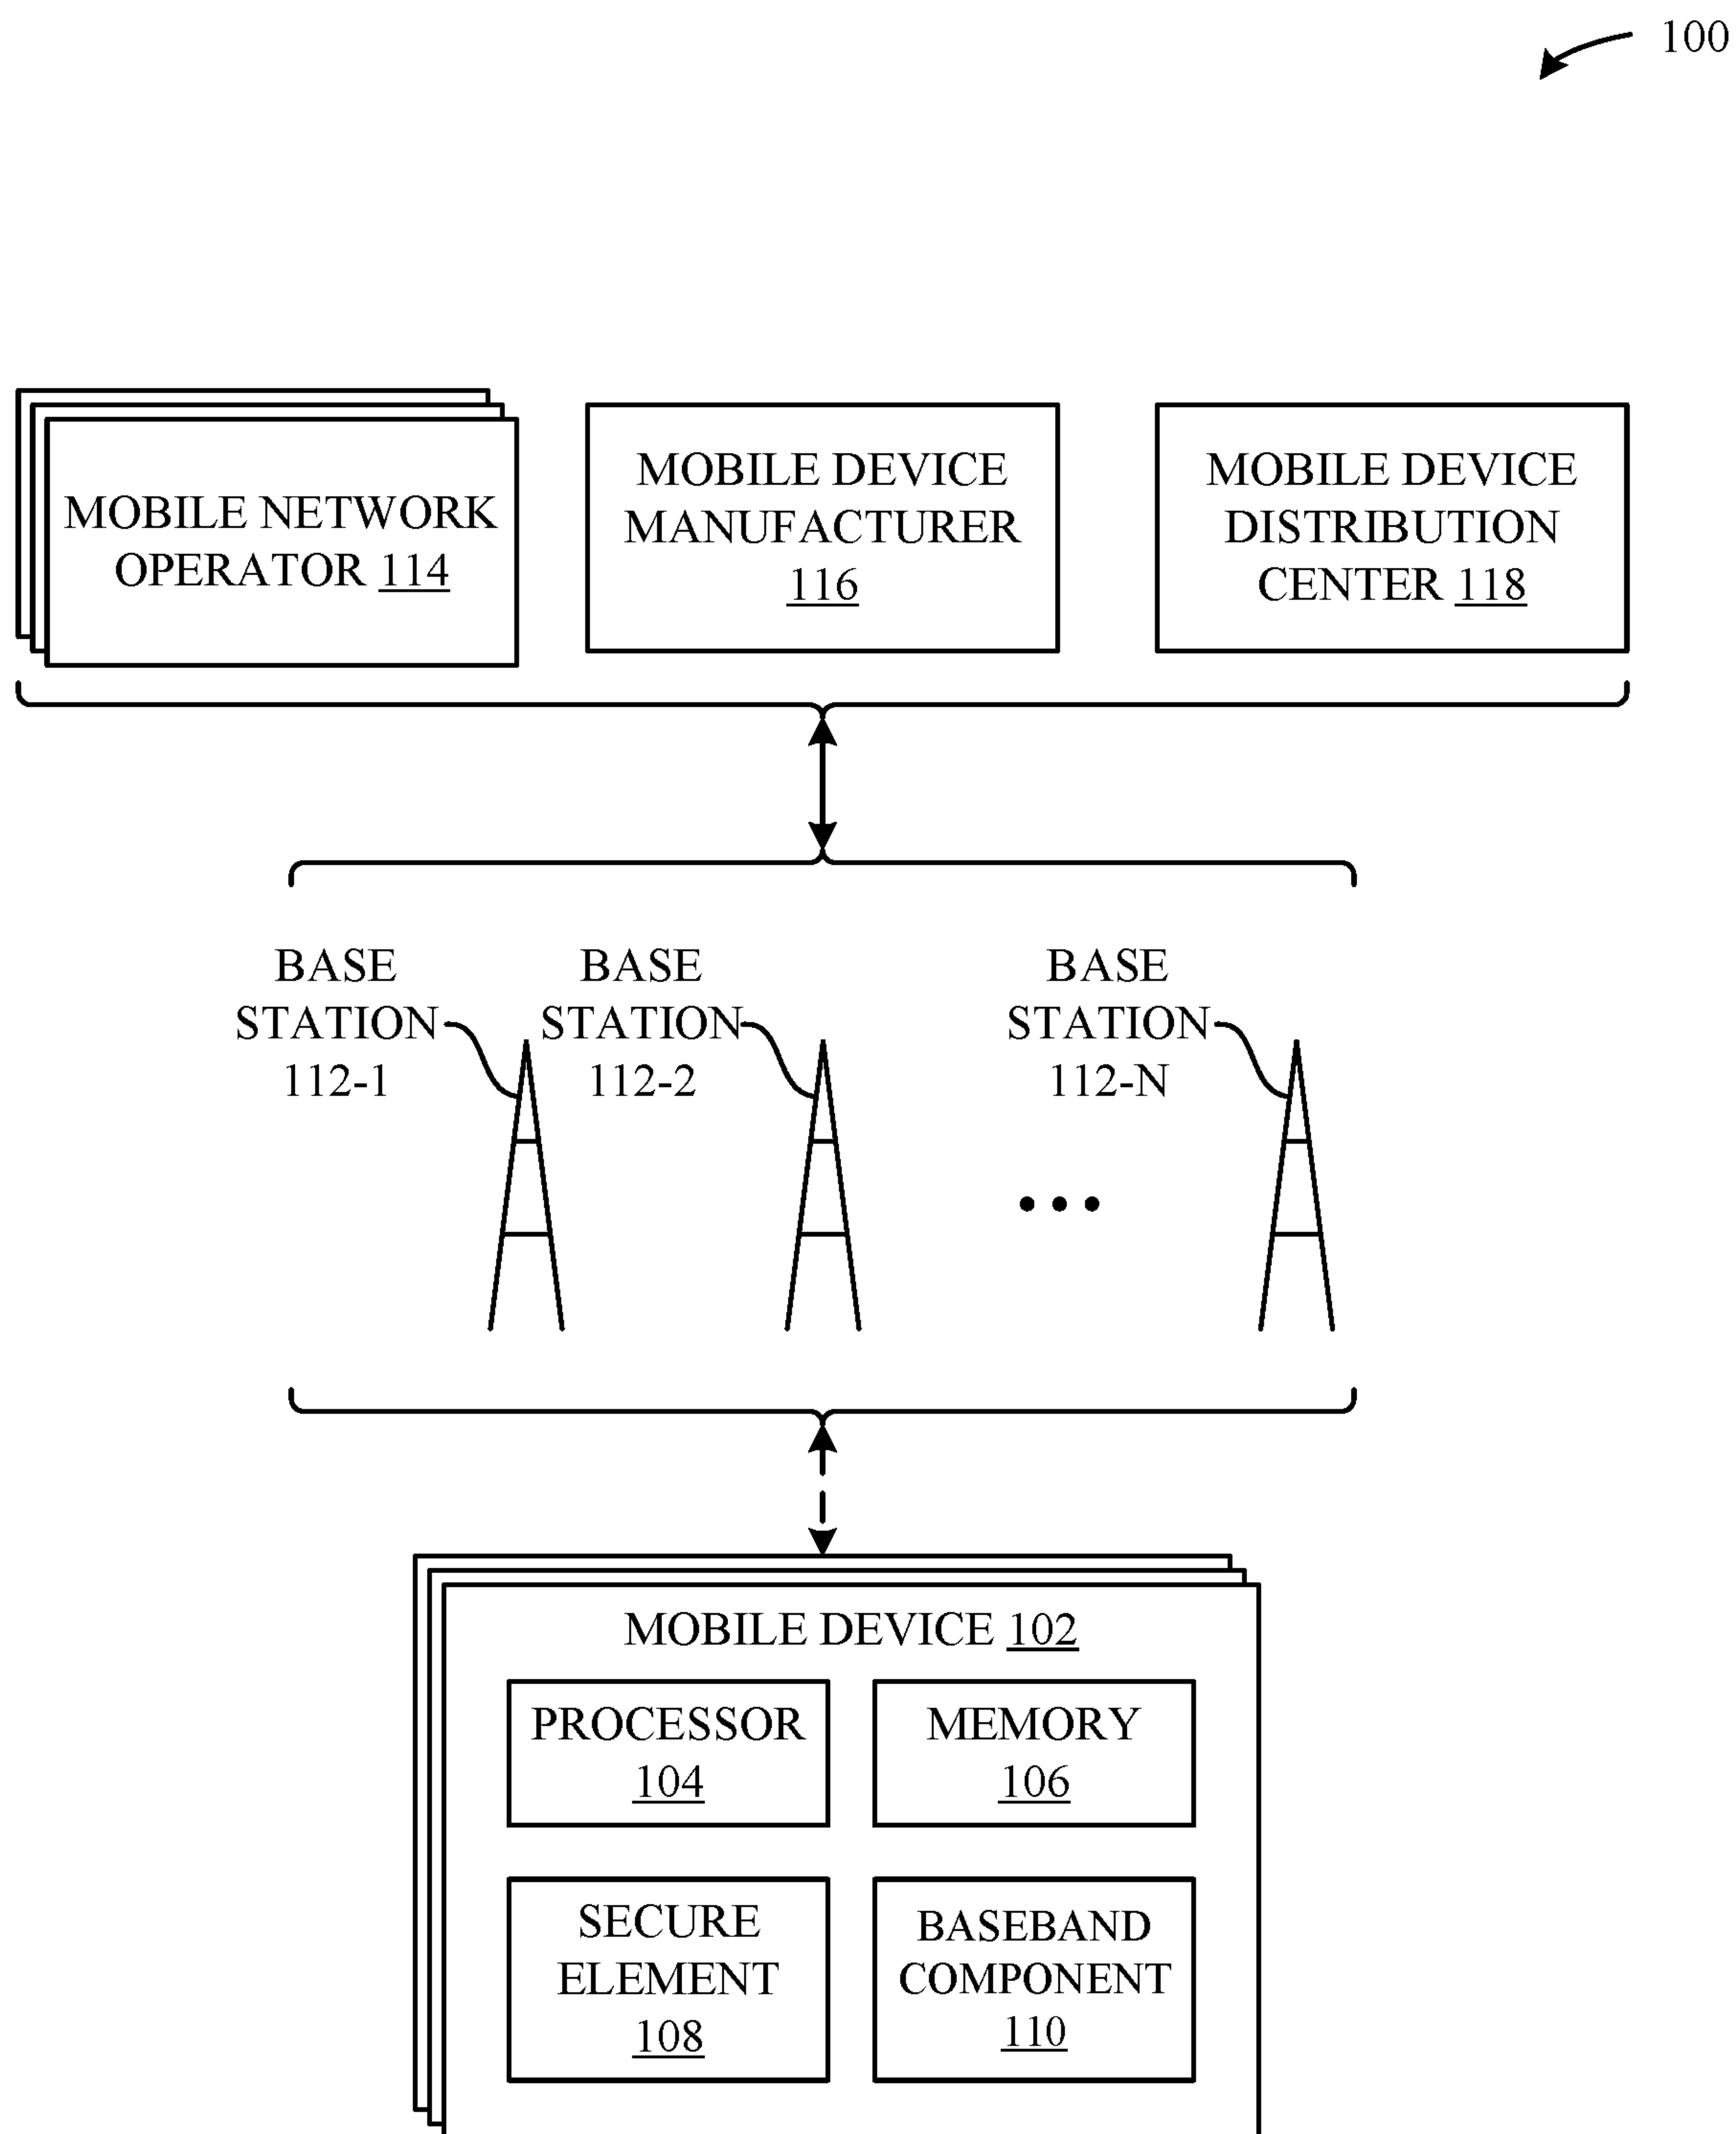 100
MOBILE NETWORK
OPERATOR 114
MOBILE DEVICE
MANUFACTURER
116
MOBILE DEVICE
DISTRIBUTION
CENTER 118
BASE
STATION
112-1
BASE
STATION
112-2
BASE
STATION
112-N
MOBILE DEVICE 102
PROCESSOR
104
MEMORY
106
SECURE
ELEMENT
108
BASEBAND
COMPONENT
110